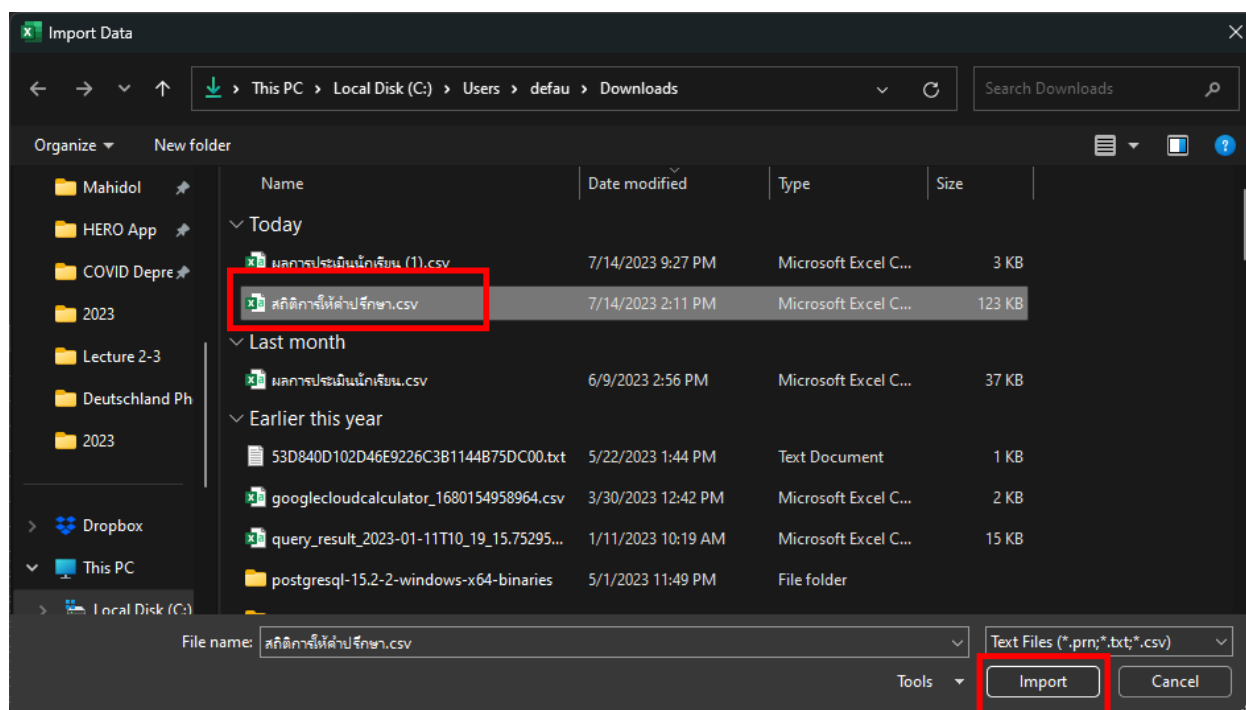 Import Data
This PC > Local Disk (C:) > Users > defau > Downloads
Search Downloads
Organize
New folder
Mahidol
HERO App
COVID Depre
2023
Lecture 2-3
Deutschland Ph
2023
Dropbox
This PC
Local Disk (C:)
Name Date modified Type Size
Today
ผลการประเมินนักเรียน (1).csv 7/14/2023 9:27 PM Microsoft Excel C... 3 KB
สถิติการให้คำปรึกษา.csv 7/14/2023 2:11 PM Microsoft Excel C... 123 KB
Last month
ผลการประเมินนักเรียน.csv 6/9/2023 2:56 PM Microsoft Excel C... 37 KB
Earlier this year
53D840D102D46E9226C3B1144B75DC00.txt 5/22/2023 1:44 PM Text Document 1 KB
googlecloudcalculator_1680154958964.csv 3/30/2023 12:42 PM Microsoft Excel C... 2 KB
query_result_2023-01-11T10_19_15.75295... 1/11/2023 10:19 AM Microsoft Excel C... 15 KB
postgresql-15.2-2-windows-x64-binaries 5/1/2023 11:49 PM File folder
File name: สถิติการให้คำปรึกษา.csv Text Files (*.prn;*.txt;*.csv)
Tools Import Cancel